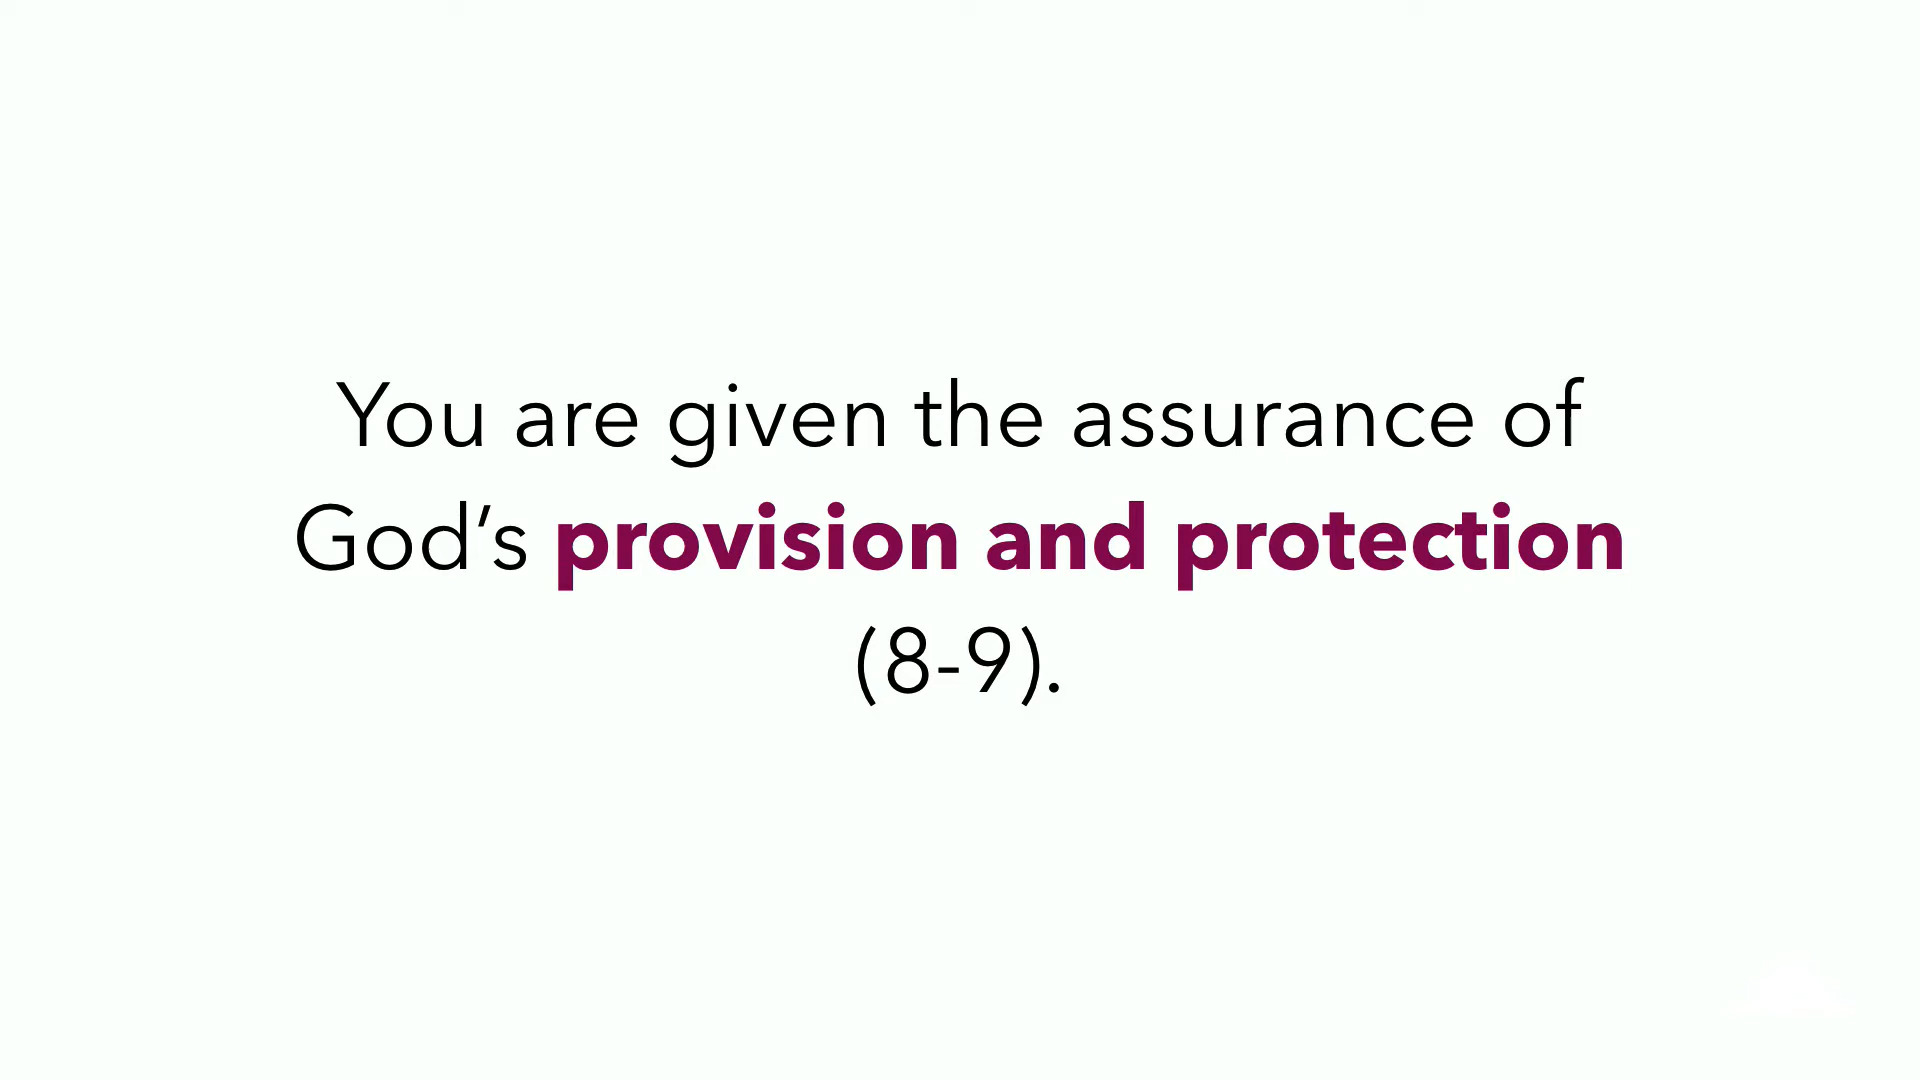 You are given the assurance of
God’s provision and protection
(8-9).